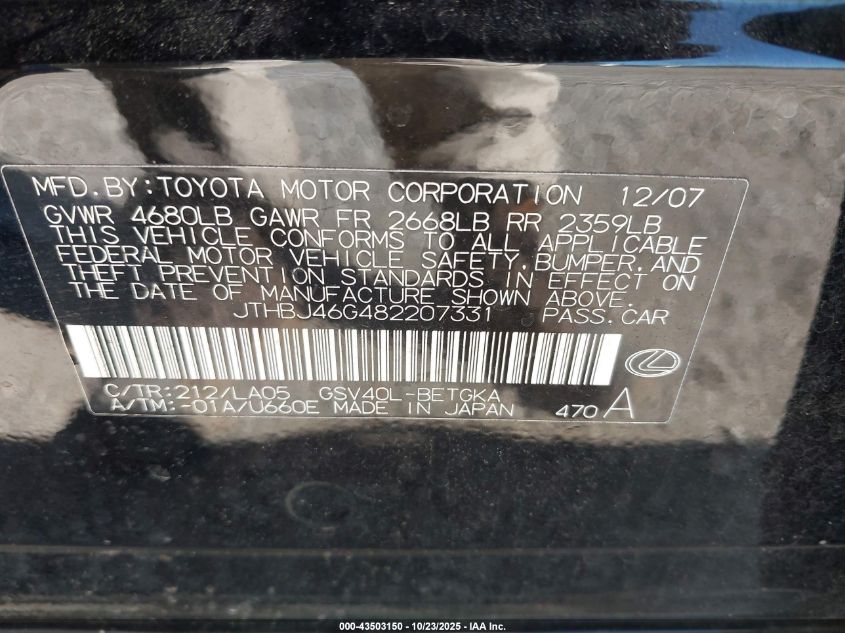 MFD. BY: TOYOTA MOTOR CORPORATION 12/07
GVWR 4680LB GAWR FR 2668LB RR 2359LB
THIS VEHICLE CONFORMS TO ALL APPLICABLE
FEDERAL MOTOR VEHICLE SAFETY, BUMPER, AND
THEFT PREVENTION STANDARDS IN EFFECT ON
THE DATE OF MANUFACTURE SHOWN ABOVE.
JTHBJ46G482207331 PASS. CAR
C/TR: 212/LA05 GSV40L-BETGKA
A/TM: -01A/U660E MADE IN JAPAN 470 A
000-43503150 - 10/23/2025 - IAA Inc.